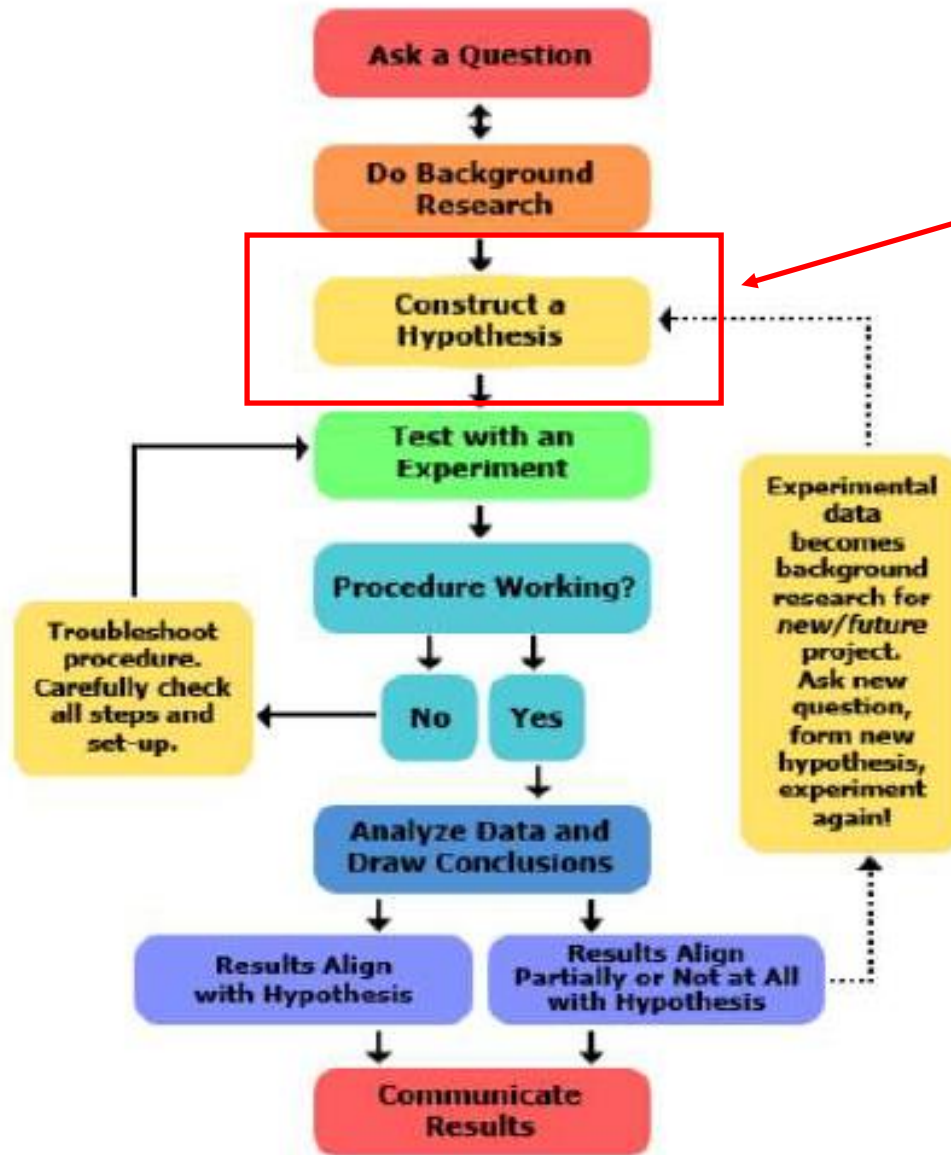 Ask a Question
Do Background
Research
Construct a
Hypothesis
Test with an
Experiment
Procedure Working?
No
Yes
Troubleshoot
procedure.
Carefully check
all steps and
set-up.
Analyze Data and
Draw Conclusions
Results Align
with Hypothesis
Results Align
Partially or Not at All
with Hypothesis
Experimental
data
becomes
background
research for
new/future
project.
Ask new
question,
form new
hypothesis,
experiment
again!
Communicate
Results